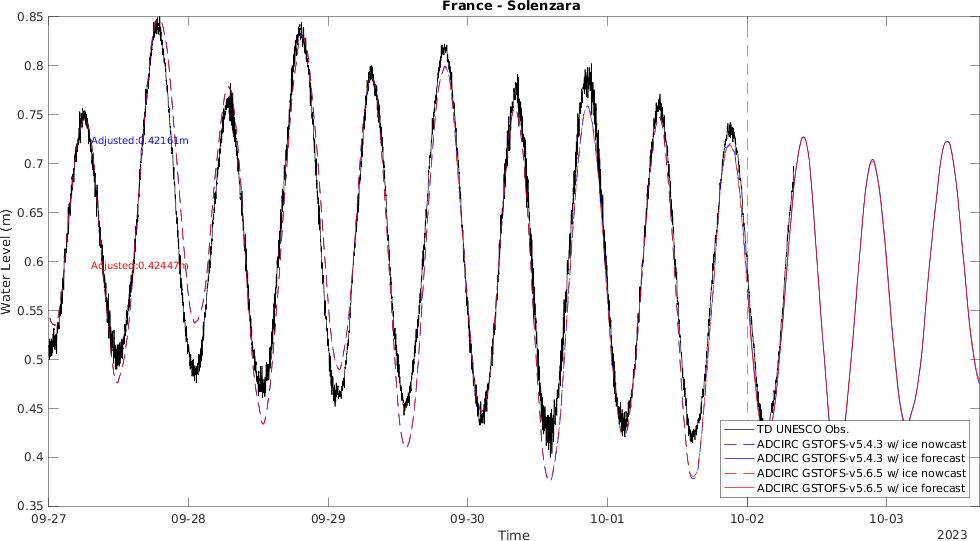 France - Solenzara
0.85
0.8
0.75
0.7
0.65
0.6
0.55
0.5
0.45
0.4
0.35
Water Level (m)
Adjusted:0.42161m
Adjusted:0.42447m
TD UNESCO Obs.
ADCIRC GSTOFS-v5.4.3 w/ ice nowcast
ADCIRC GSTOFS-v5.4.3 w/ ice forecast
ADCIRC GSTOFS-v5.6.5 w/ ice nowcast
ADCIRC GSTOFS-v5.6.5 w/ ice forecast
09-27 09-28 09-29 09-30 10-01 10-02 10-03
Time
2023